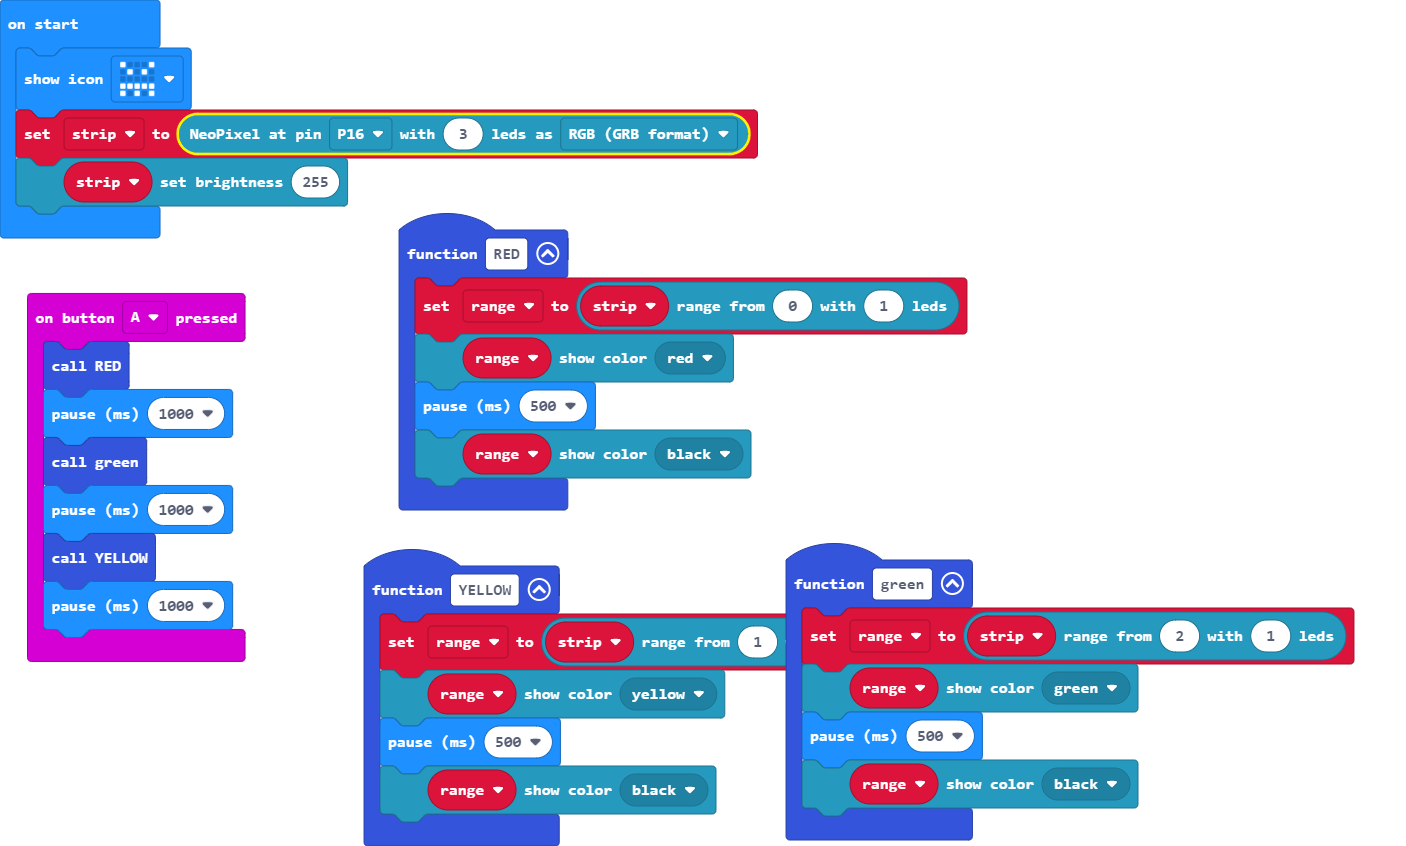 on start
show icon
set strip to NeoPixel at pin P16 with 3 leds as RGB (GRB format)
strip set brightness 255
function RED
set range to strip range from 0 with 1 leds
range show color red
pause (ms) 500
range show color black
on button A pressed
call RED
pause (ms) 1000
call green
pause (ms) 1000
call YELLOW
pause (ms) 1000
function YELLOW
set range to strip range from 1
range show color yellow
pause (ms) 500
range show color black
function green
set range to strip range from 2 with 1 leds
range show color green
pause (ms) 500
range show color black